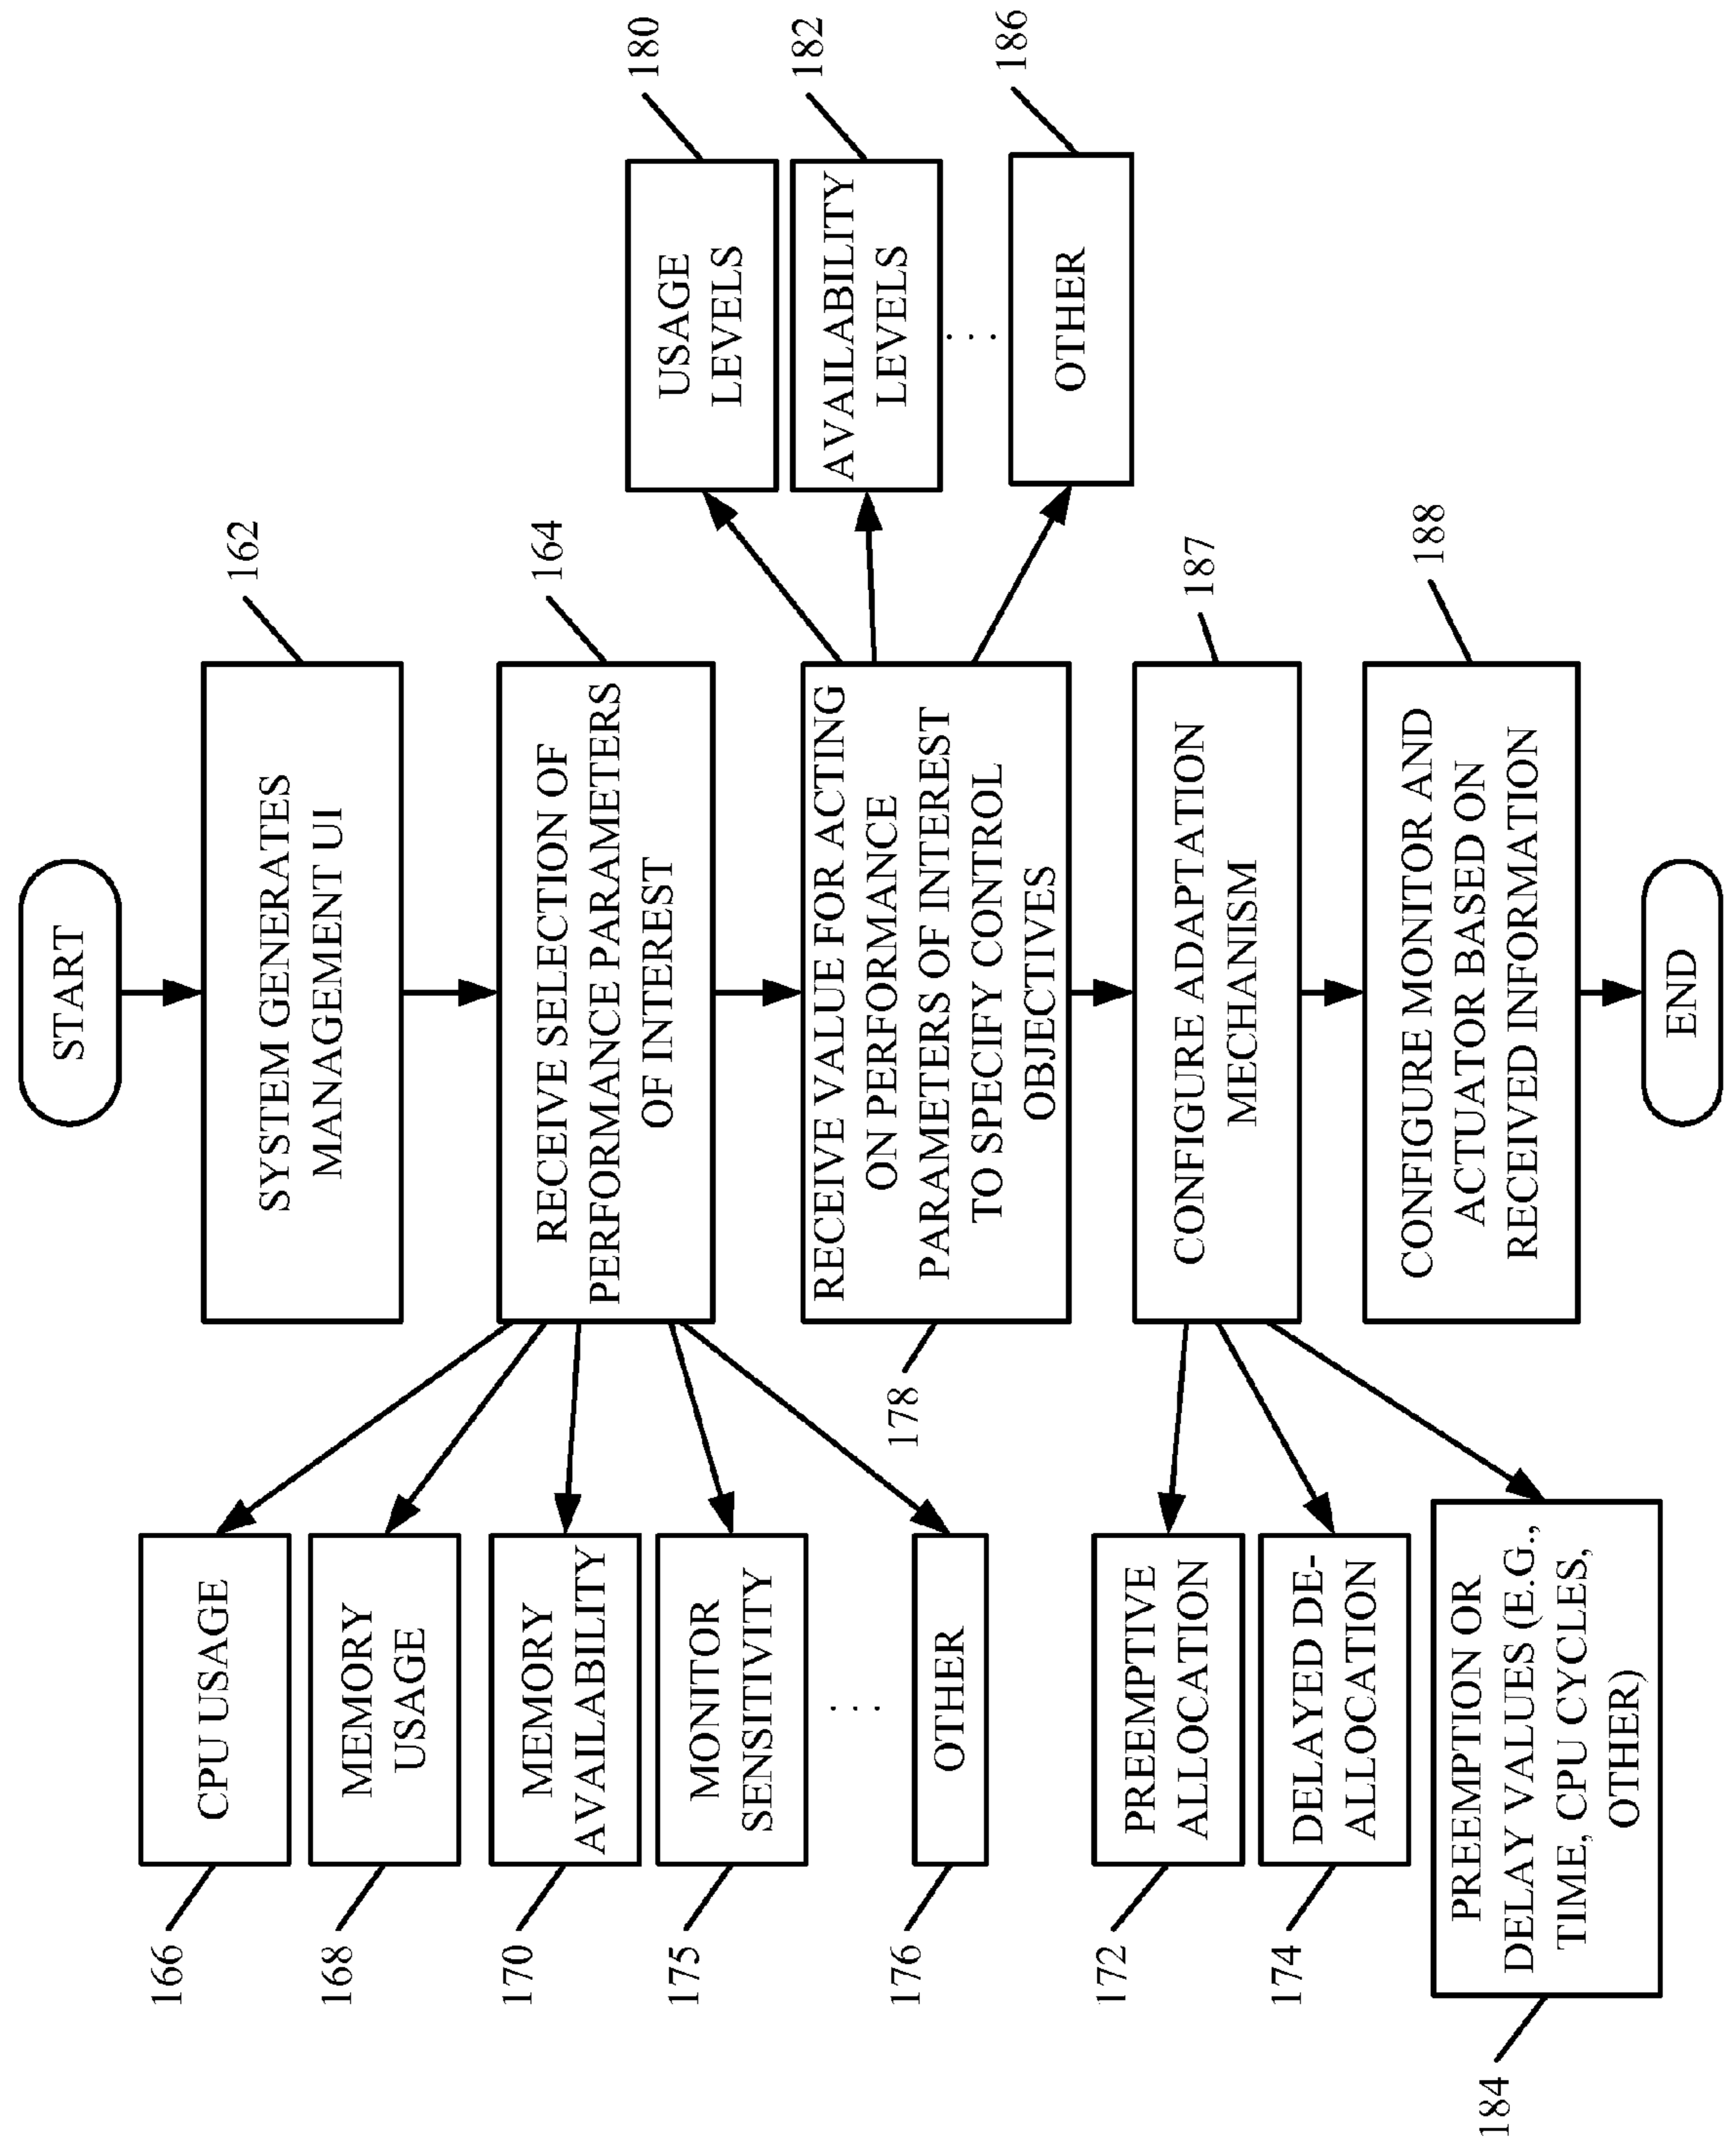 START
162
SYSTEM GENERATES
MANAGEMENT UI
164
RECEIVE SELECTION OF
PERFORMANCE PARAMETERS
OF INTEREST
166
CPU USAGE
168
MEMORY
USAGE
170
MEMORY
AVAILABILITY
175
MONITOR
SENSITIVITY
. . .
176
OTHER
178
RECEIVE VALUE FOR ACTING
ON PERFORMANCE
PARAMETERS OF INTEREST
TO SPECIFY CONTROL
OBJECTIVES
180
USAGE
LEVELS
182
AVAILABILITY
LEVELS
. . .
186
OTHER
187
CONFIGURE ADAPTATION
MECHANISM
172
PREEMPTIVE
ALLOCATION
174
DELAYED DE-
ALLOCATION
184
PREEMPTION OR
DELAY VALUES (E.G.,
TIME, CPU CYCLES,
OTHER)
188
CONFIGURE MONITOR AND
ACTUATOR BASED ON
RECEIVED INFORMATION
END